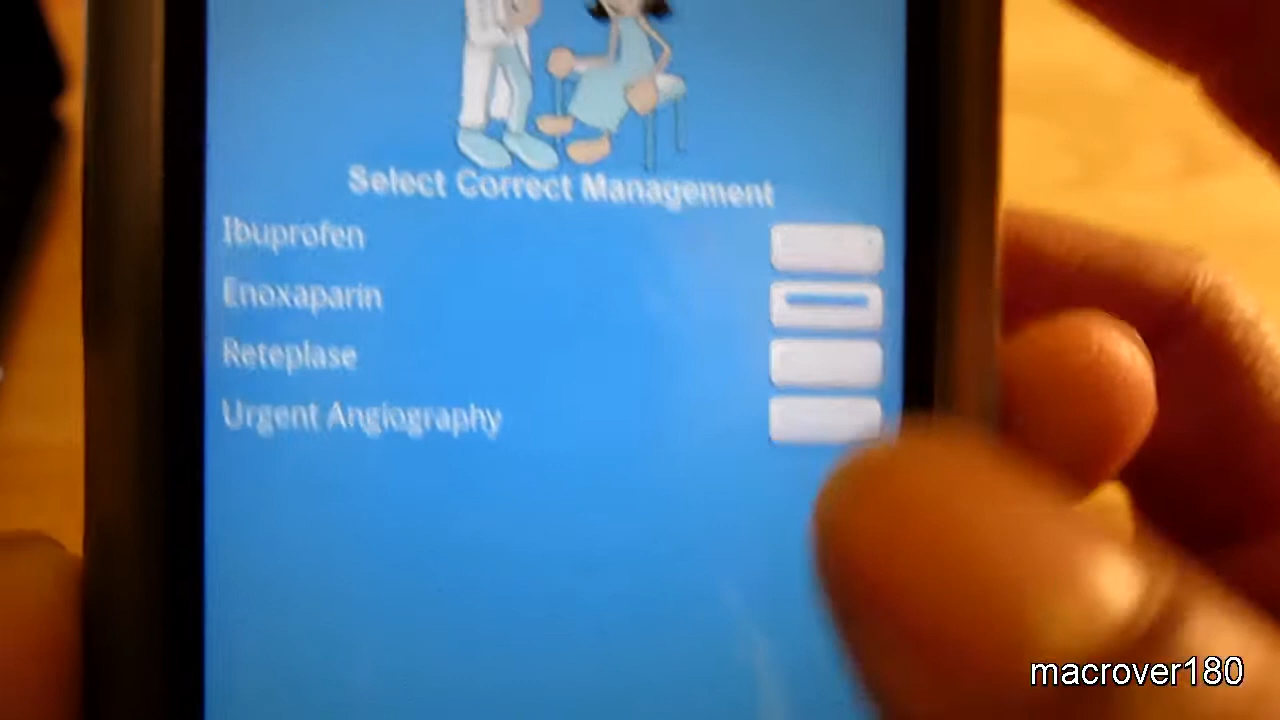 Select Correct Management
Ibuprofen
Enoxaparin
Reteplase
Urgent Angiography
macrover180